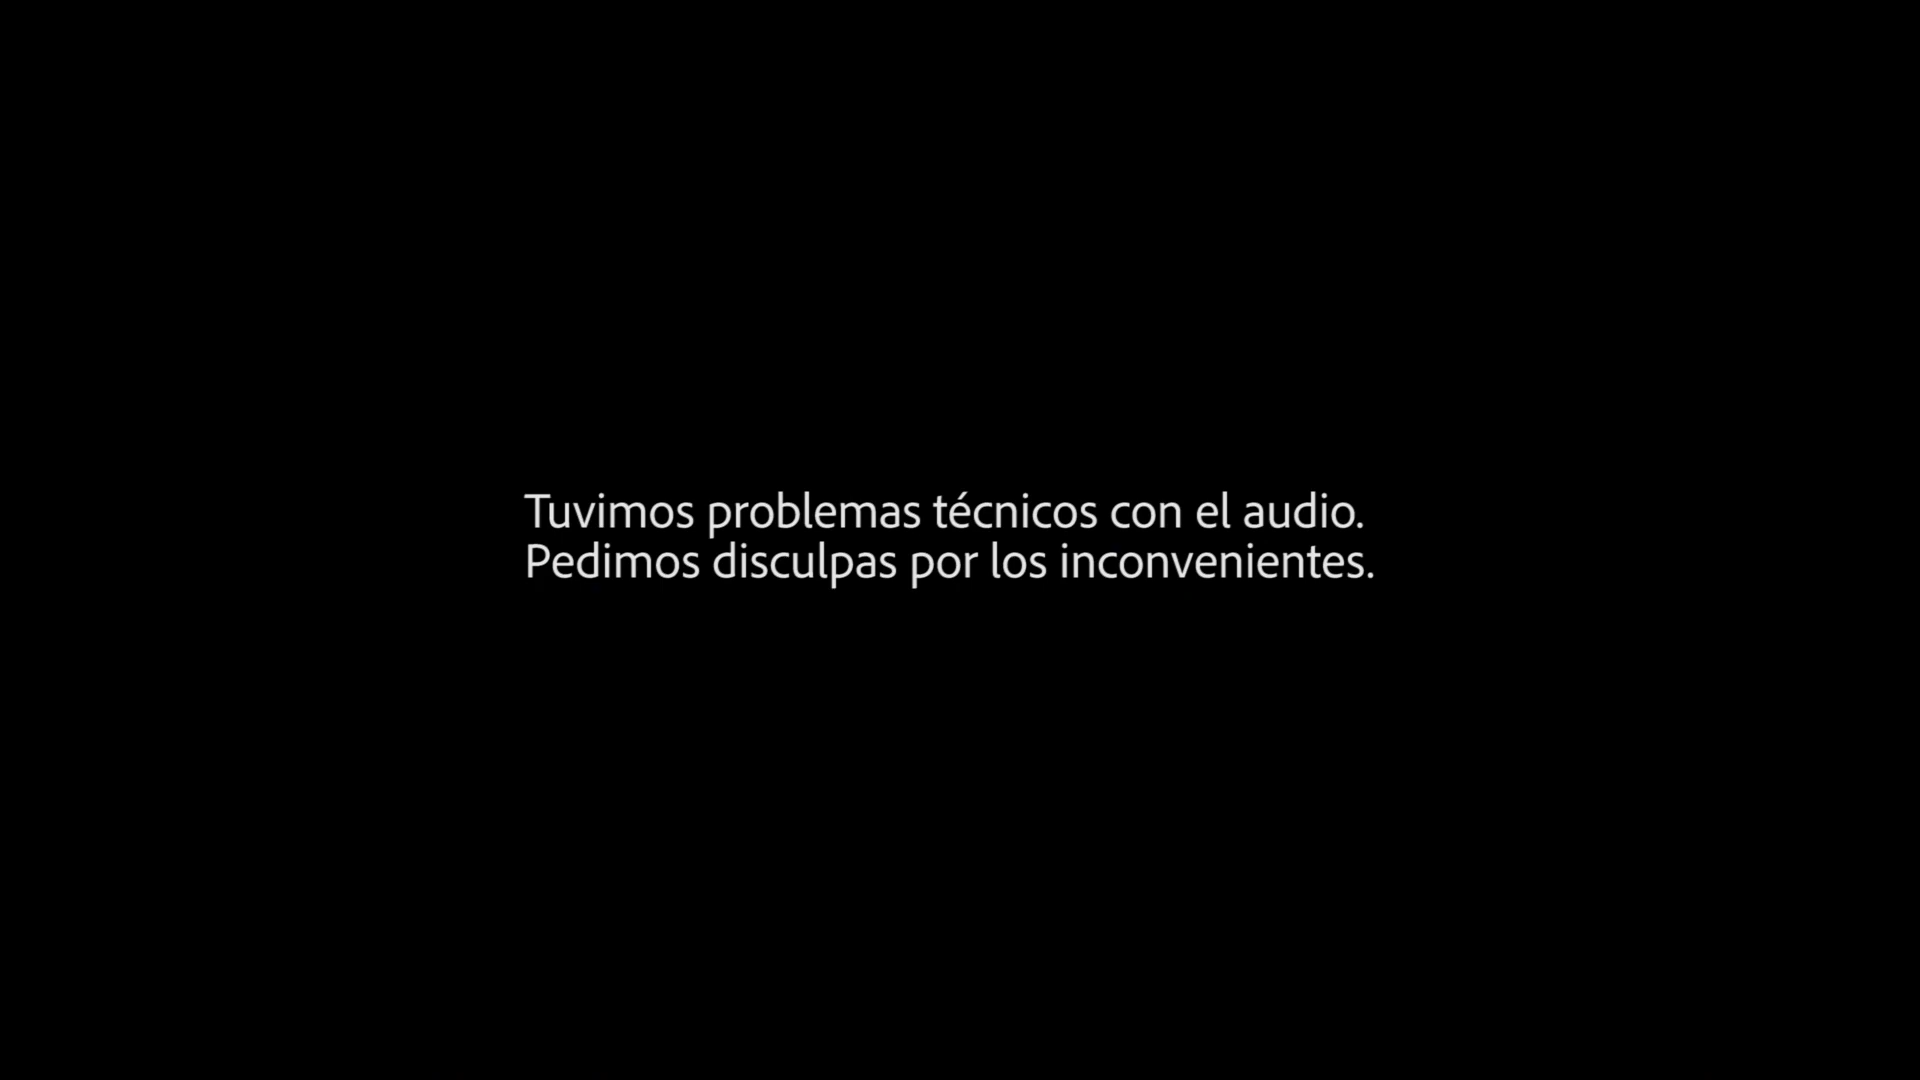 Tuvimos problemas técnicos con el audio.
Pedimos disculpas por los inconvenientes.